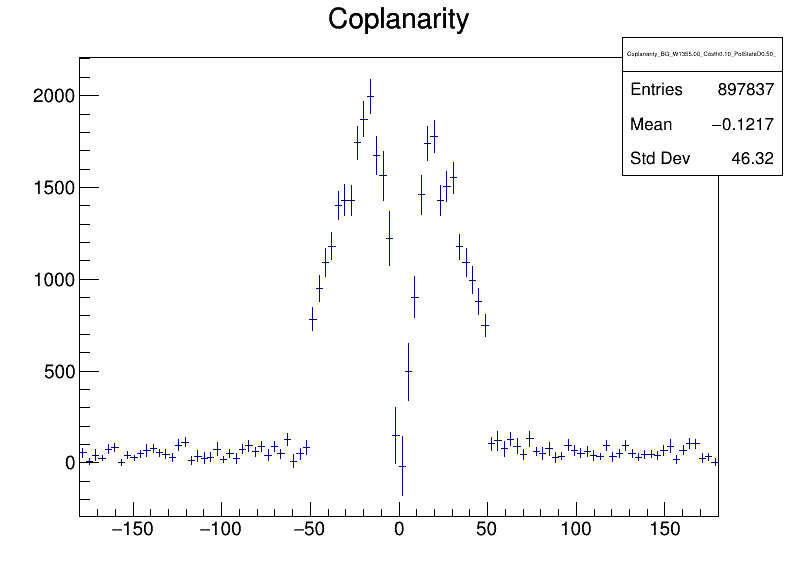 Coplanarity
Coplanarity_BG_W1355.00_Costh0.10_PolStateD0.50_
Entries 897837
Mean −0.1217
Std Dev 46.32
2000
1500
1000
500
0
−150 −100 −50 0 50 100 150